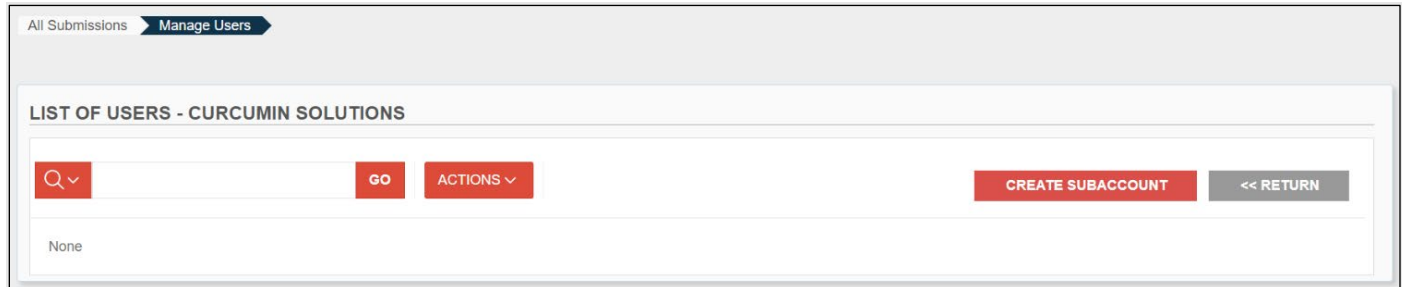 All Submissions Manage Users
LIST OF USERS - CURCUMIN SOLUTIONS
GO ACTIONS CREATE SUBACCOUNT << RETURN
None